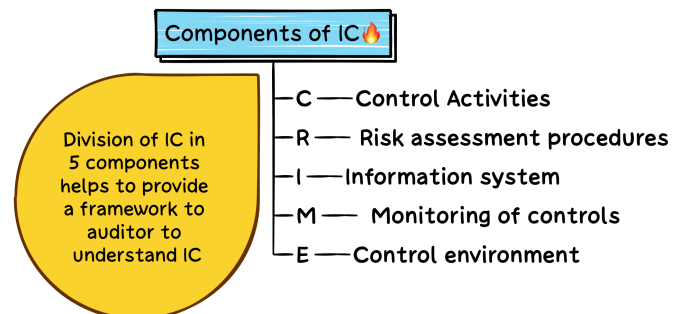 Components of IC🔥
C Control Activities
R Risk assessment procedures
I Information system
M Monitoring of controls
E Control environment
Division of IC in
5 components
helps to provide
a framework to
auditor to
understand IC